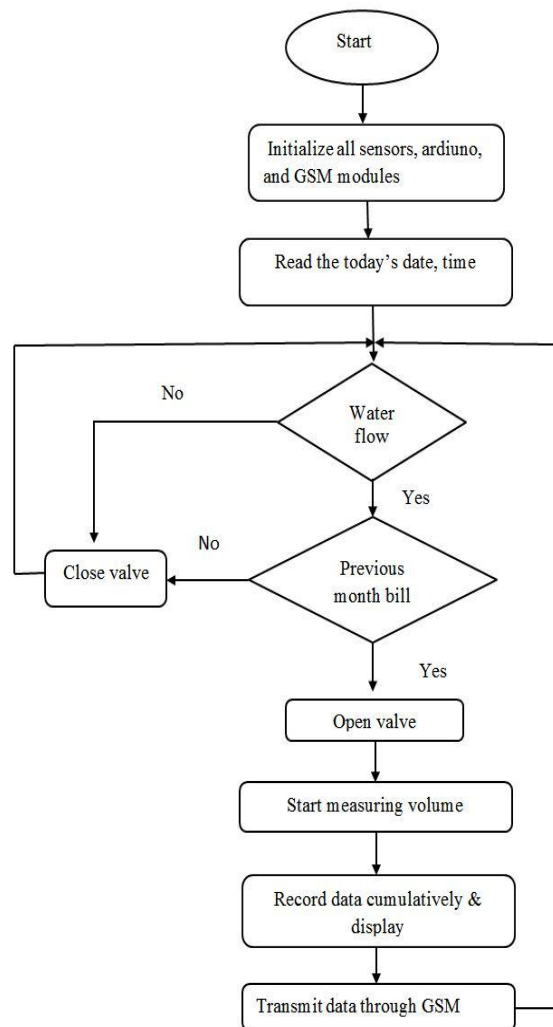 Start
Initialize all sensors, ardiuno,
and GSM modules
Read the today's date, time
No
Water
flow
Yes
No
Close valve
Previous
month bill
Yes
Open valve
Start measuring volume
Record data cumulatively &
display
Transmit data through GSM